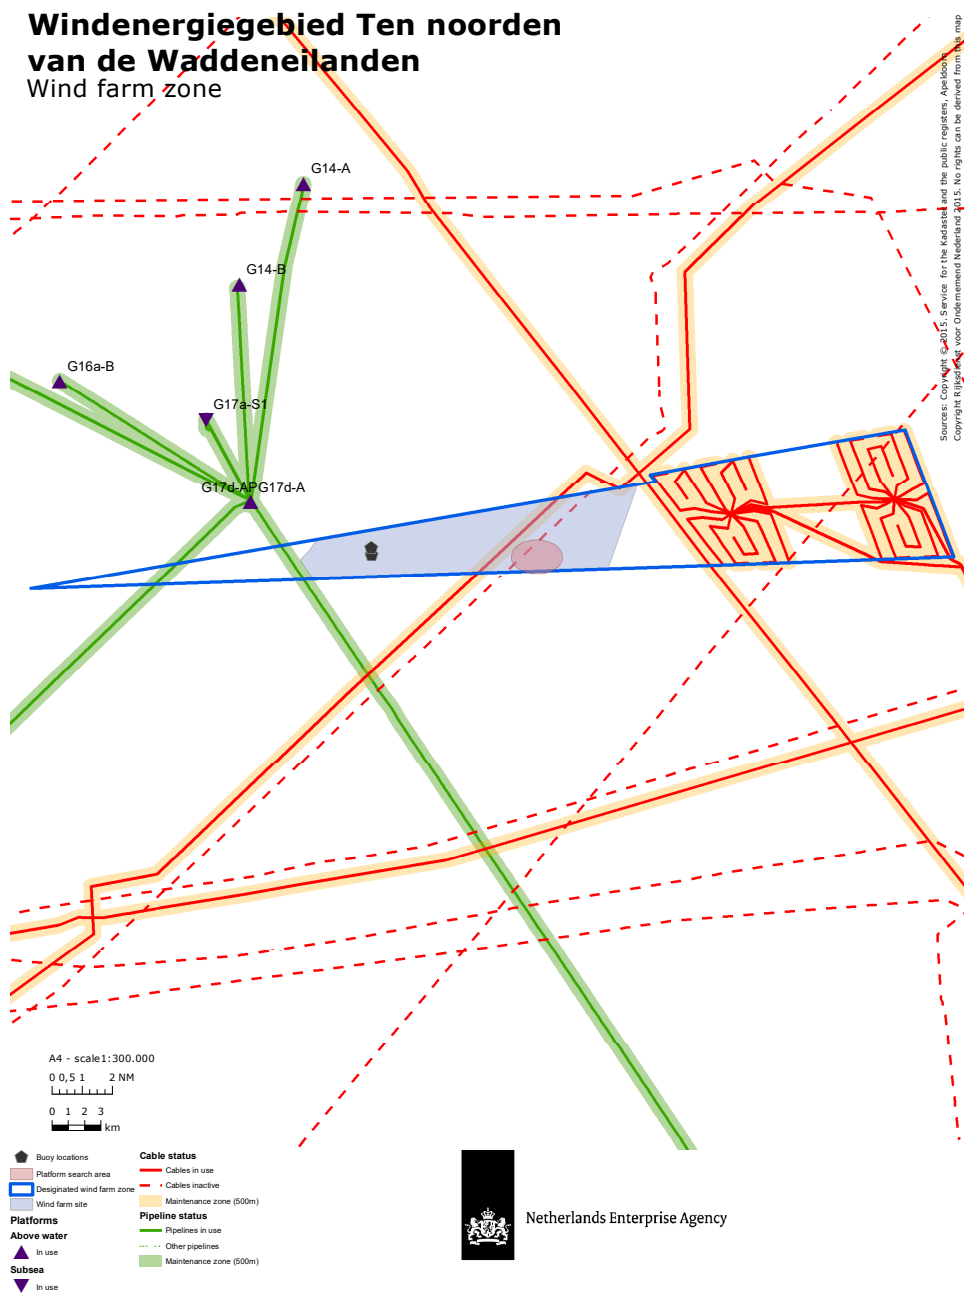 Windenergiegebied Ten noorden
van de Waddeneilanden
Wind farm zone
Sources: Copyright © 2015. Service for the Kadaster and the public registers, Apeldoorn
Copyright Rijksdienst voor Ondernemend Nederland 2015. No rights can be derived from this map
G14-A
G14-B
G16a-B
G17a-S1
G17d-AP G17d-A
A4 - scale1:300.000
0 0,5 1 2 NM
0 1 2 3
km
Buoy locations
Platform search area
Desiginated wind farm zone
Wind farm site
Platforms
Above water
In use
Subsea
In use
Cable status
Cables in use
Cables inactive
Maintenance zone (500m)
Pipeline status
Pipelines in use
Other pipelines
Maintenance zone (500m)
Netherlands Enterprise Agency